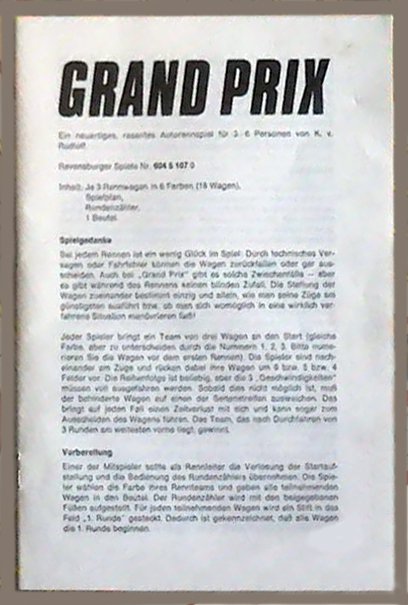 GRAND PRIX
Ein neuartiges, rasantes Autorennspiel für 3–6 Personen von K. v.
Rudloff
Ravensburger Spiele Nr. 604 5 107 0
Inhalt: Je 3 Rennwagen in 6 Farben (18 Wagen),
Spielplan,
Rundenzähler,
1 Beutel
Spielgedanke
Bei jedem Rennen ist ein wenig Glück im Spiel: Durch technisches Ver-
sagen oder Fahrfehler können die Wagen zurückfallen oder gar aus-
scheiden. Auch bei „Grand Prix" gibt es solche Zwischenfälle – aber
es gibt während des Rennens keinen blinden Zufall. Die Stellung der
Wagen zueinander bestimmt einzig und allein, wie man seine Züge am
günstigsten ausführt bzw. ob man sich womöglich in eine wirklich ver-
fahrene Situation manövrieren läßt!
Jeder Spieler bringt ein Team von drei Wagen an den Start (gleiche
Farbe, aber zu unterscheiden durch die Nummern 1, 2, 3. Bitte nume-
rieren Sie die Wagen vor dem ersten Rennen). Die Spieler sind nach-
einander am Zuge und rücken dabei ihre Wagen um 6 bzw. 5 bzw. 4
Felder vor. Die Reihenfolge ist beliebig, aber die 3 „Geschwindigkeiten"
müssen voll ausgefahren werden. Sobald dies nicht möglich ist, muß
der behinderte Wagen auf einen der Seitenstreifen ausweichen. Das
bringt auf jeden Fall einen Zeitverlust mit sich und kann sogar zum
Ausscheiden des Wagens führen. Das Team, das nach Durchfahren von
3 Runden am weitesten vorne liegt, gewinnt.
Vorbereitung
Einer der Mitspieler sollte als Rennleiter die Verlosung der Startauf-
stellung und die Bedienung des Rundenzählers übernehmen. Die Spie-
ler wählen die Farbe ihres Rennteams und geben alle teilnehmenden
Wagen in den Beutel. Der Rundenzähler wird mit den beigegebenen
Füßen aufgestellt. Für jeden teilnehmenden Wagen wird ein Stift in das
Feld „1. Runde" gesteckt. Dadurch ist gekennzeichnet, daß alle Wagen
die 1. Runde beginnen.